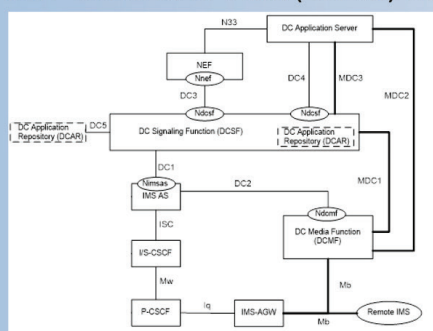 N33
DC Application Server
NEF
Nnef
DC4
MDC3
MDC2
DC3
Ndcsf
Ndcsf
DC5
DC Application
Repository (DCAR)
DC Signaling Function (DCSF)
DC Application
Repository (DCAR)
DC1
DC2
MDC1
Nimsas
IMS AS
Ndcmf
ISC
DC Media Function
(DCMF)
I/S-CSCF
Mw
Mb
P-CSCF
Iq
IMS-AGW
Mb
Remote IMS